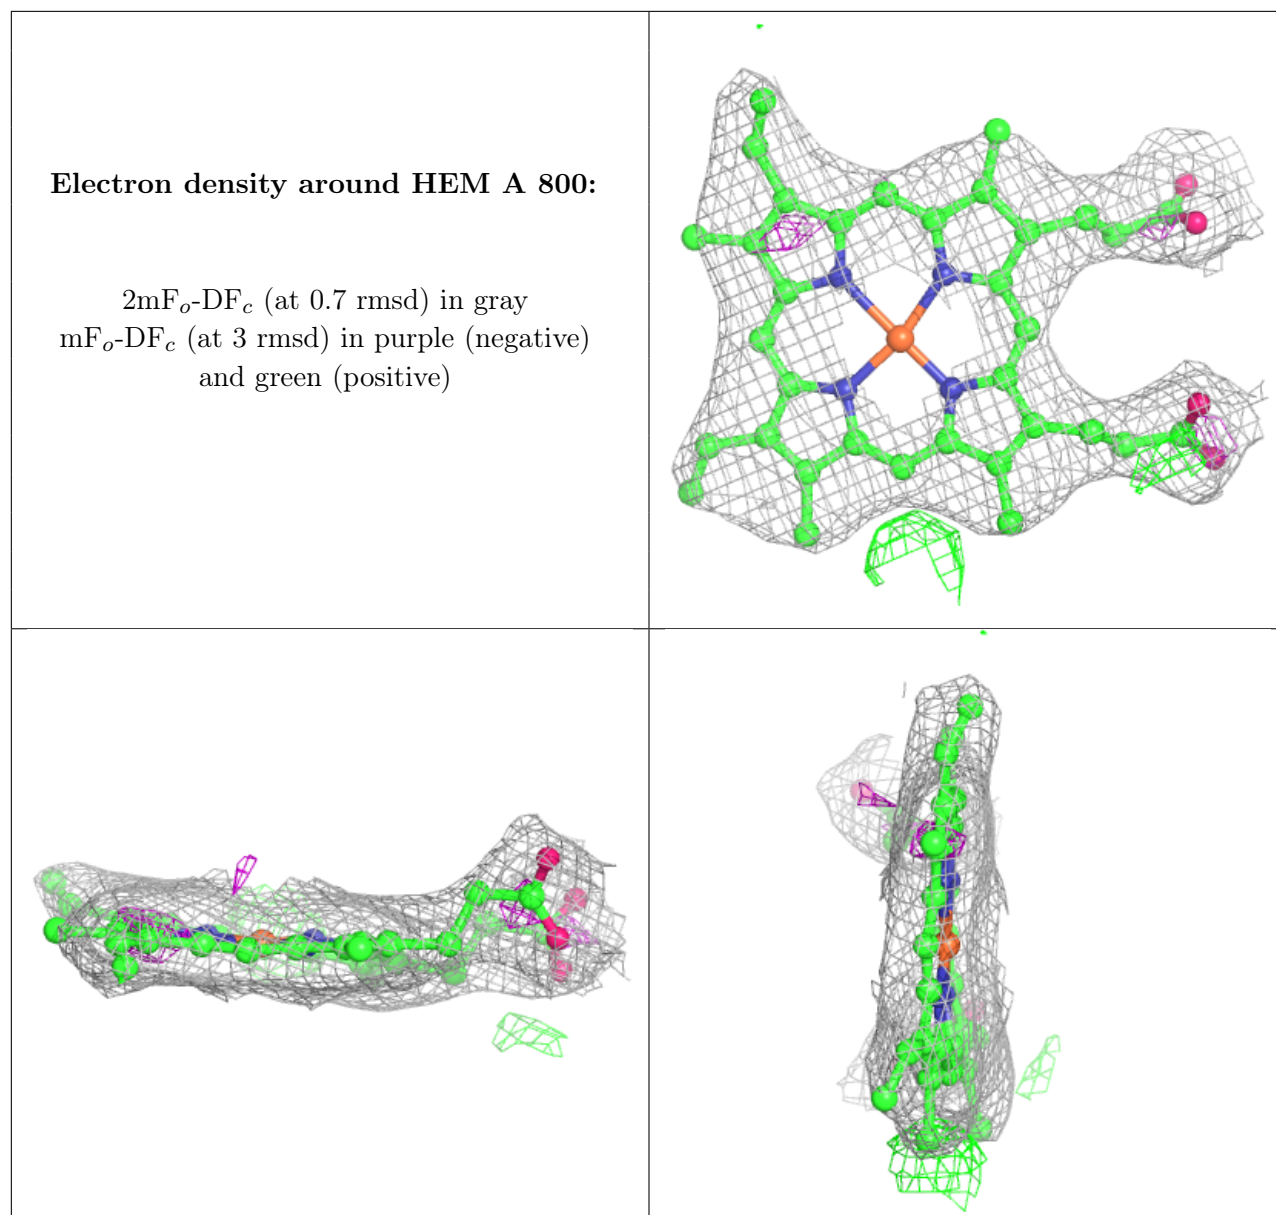 Electron density around HEM A 800:
2mFo-DFc (at 0.7 rmsd) in gray
mFo-DFc (at 3 rmsd) in purple (negative)
and green (positive)